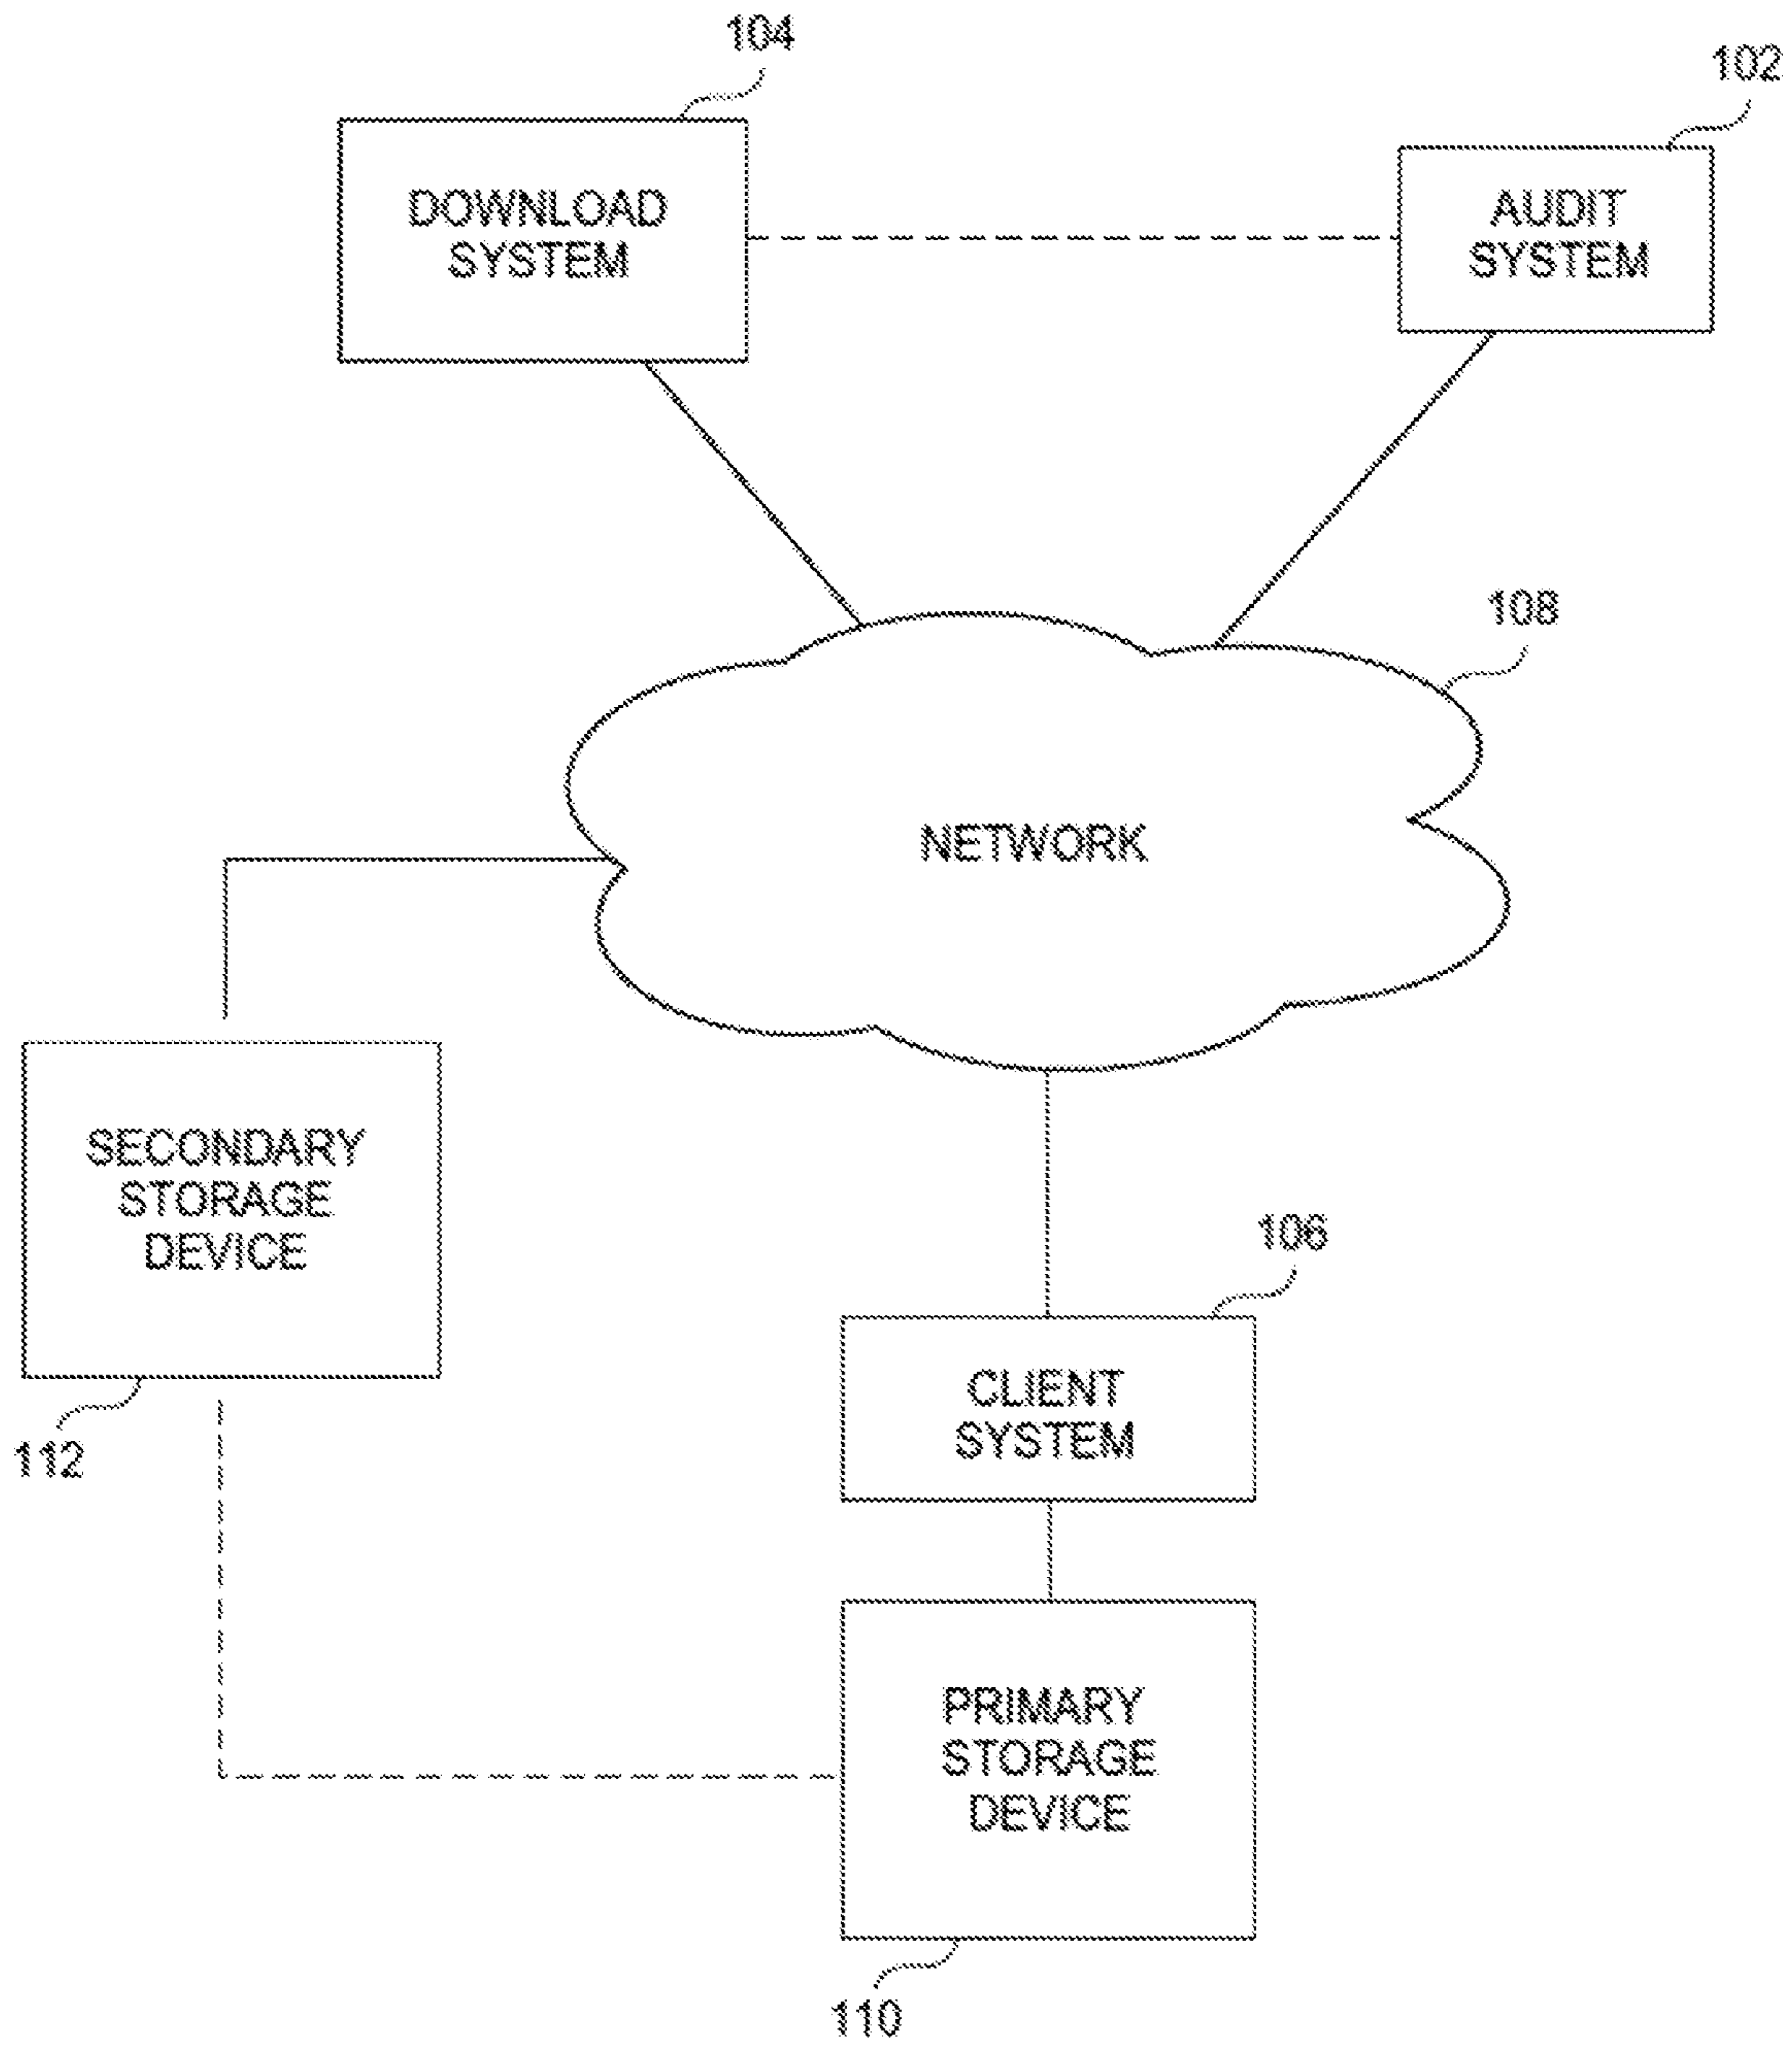 104
102
DOWNLOAD
SYSTEM
AUDIT
SYSTEM
108
NETWORK
SECONDARY
STORAGE
DEVICE
106
CLIENT
SYSTEM
112
PRIMARY
STORAGE
DEVICE
110